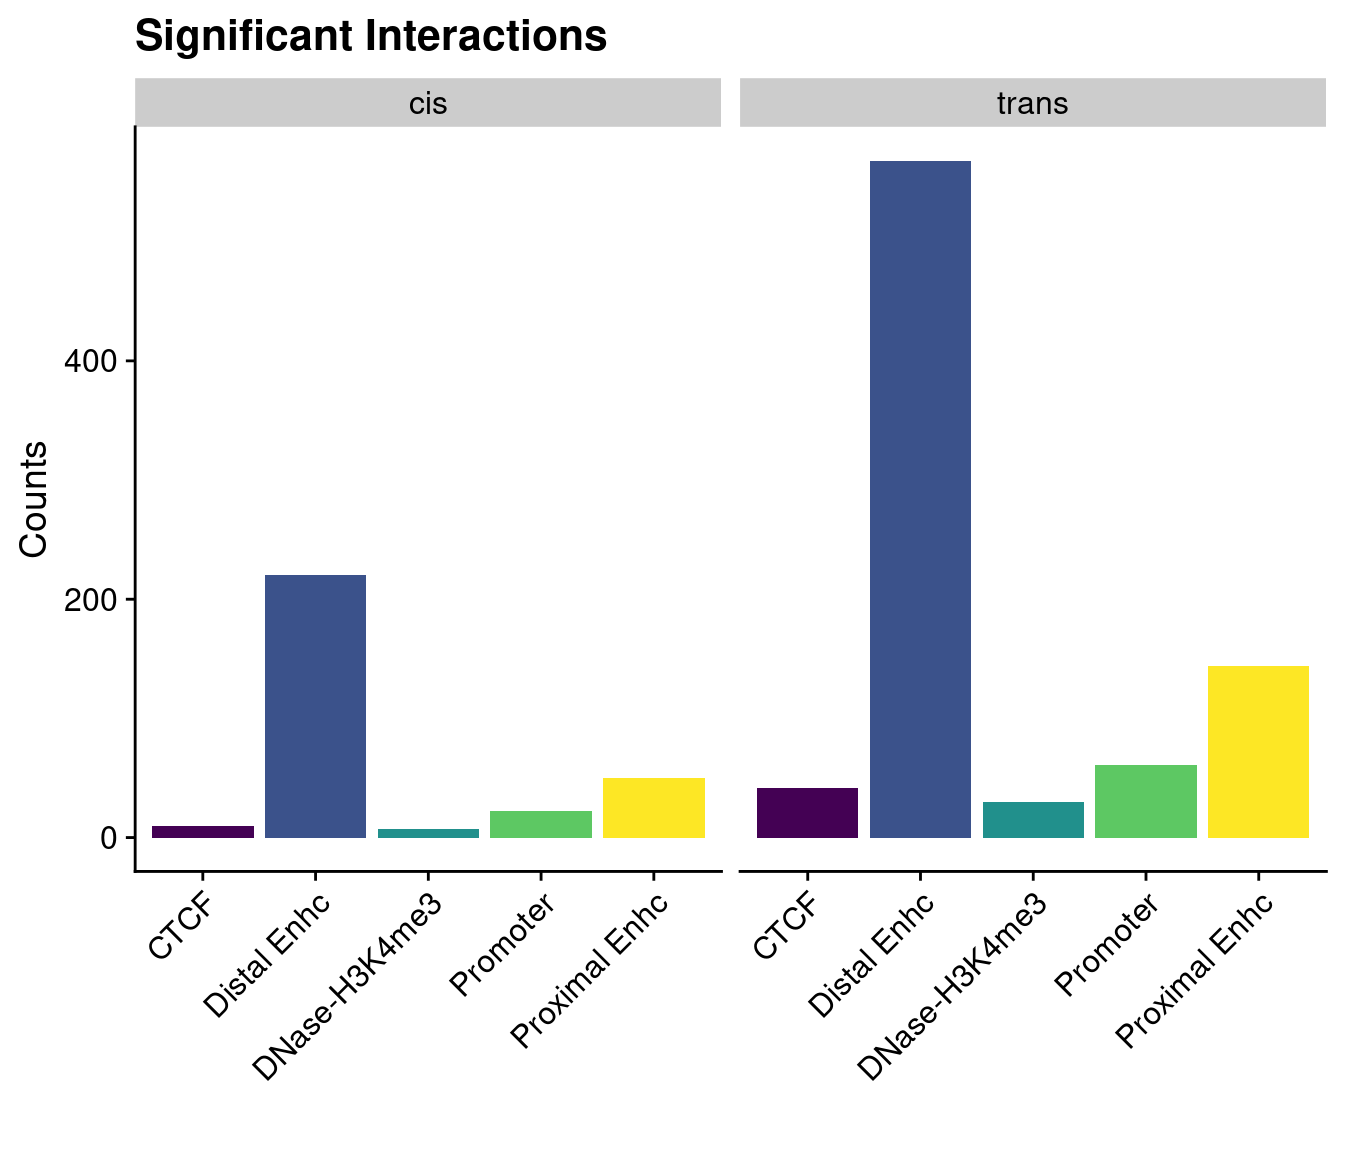 Significant Interactions
cis
trans
Counts
400
200
0
CTCF
Distal Enhc
DNase-H3K4me3
Promoter
Proximal Enhc
CTCF
Distal Enhc
DNase-H3K4me3
Promoter
Proximal Enhc